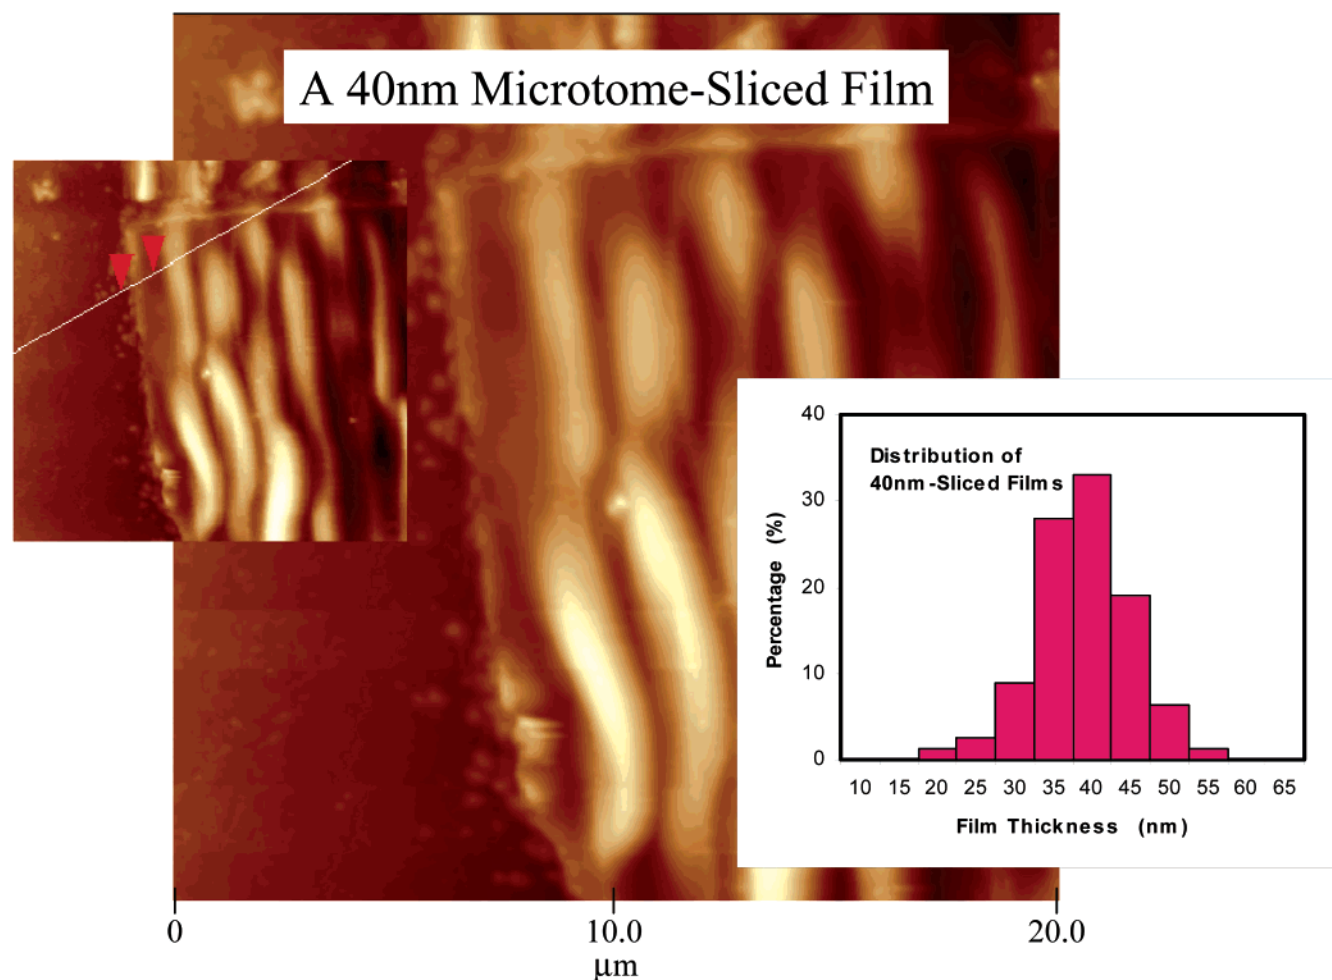 A 40nm Microtome-Sliced Film
Distribution of
40nm-Sliced Films
Percentage (%)
40
30
20
10
0
10 15 20 25 30 35 40 45 50 55 60 65
Film Thickness (nm)
0 10.0 20.0
μm